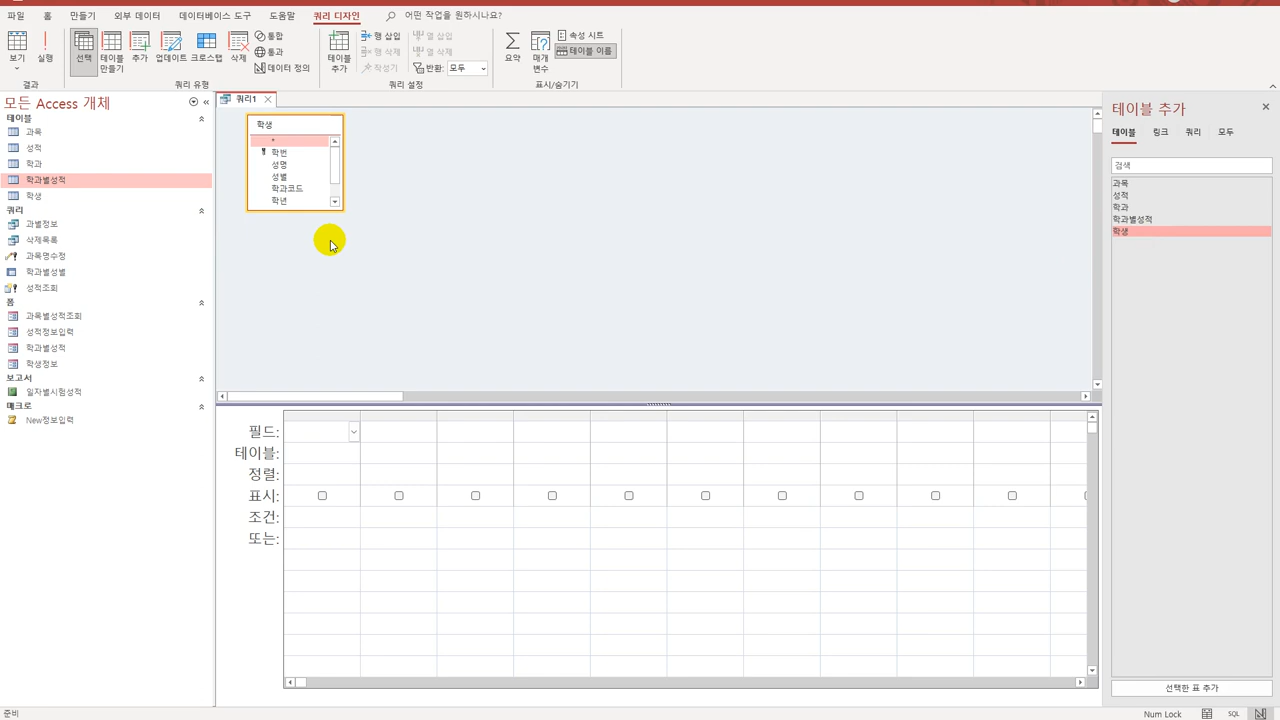 파일 홈 만들기 외부 데이터 데이터베이스 도구 도움말 쿼리 디자인 어떤 작업을 원하시나요?
보기 실행 선택 테이블 만들기 추가 업데이트 크로스탭 삭제 통합 통과 데이터 정의
테이블 추가 행 삽입 행 삭제 작성기 열 삽입 열 삭제 반환: 모두
요약 매개 변수 속성 시트 테이블 이름
결과 쿼리 유형 쿼리 설정 표시/숨기기
모든 Access 개체
테이블
과목
성적
학과
학과별성적
학생
쿼리
과별정보
삭제목록
과목명수정
학과별성별
성적조회
폼
과목별성적조회
성적정보입력
학과별성적
학생정보
보고서
일자별시험성적
매크로
New정보입력
쿼리1
학생
*
학번
성명
성별
학과코드
학년
필드:
테이블:
정렬:
표시:
조건:
또는:
테이블 추가
테이블 링크 쿼리 모두
검색
과목
성적
학과
학과별성적
학생
선택한 표 추가
준비 Num Lock SQL